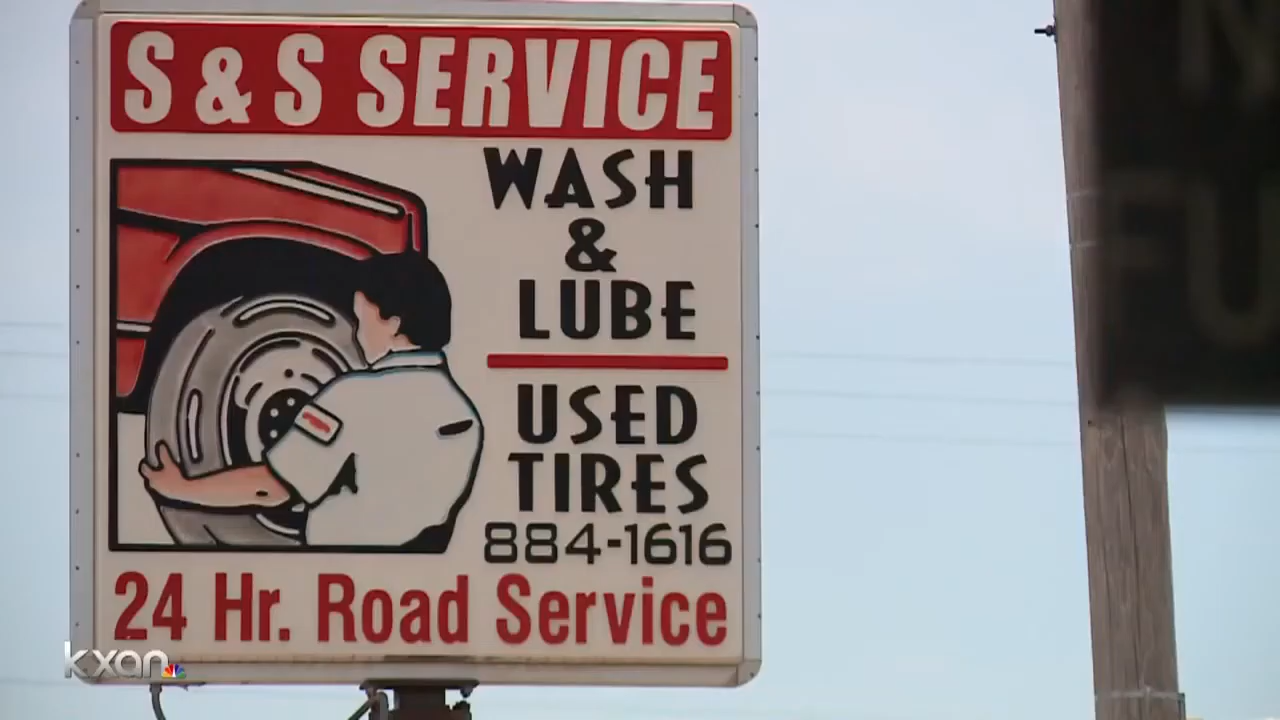 S & S SERVICE
WASH
&
LUBE
USED
TIRES
884-1616
24 Hr. Road Service
kxan